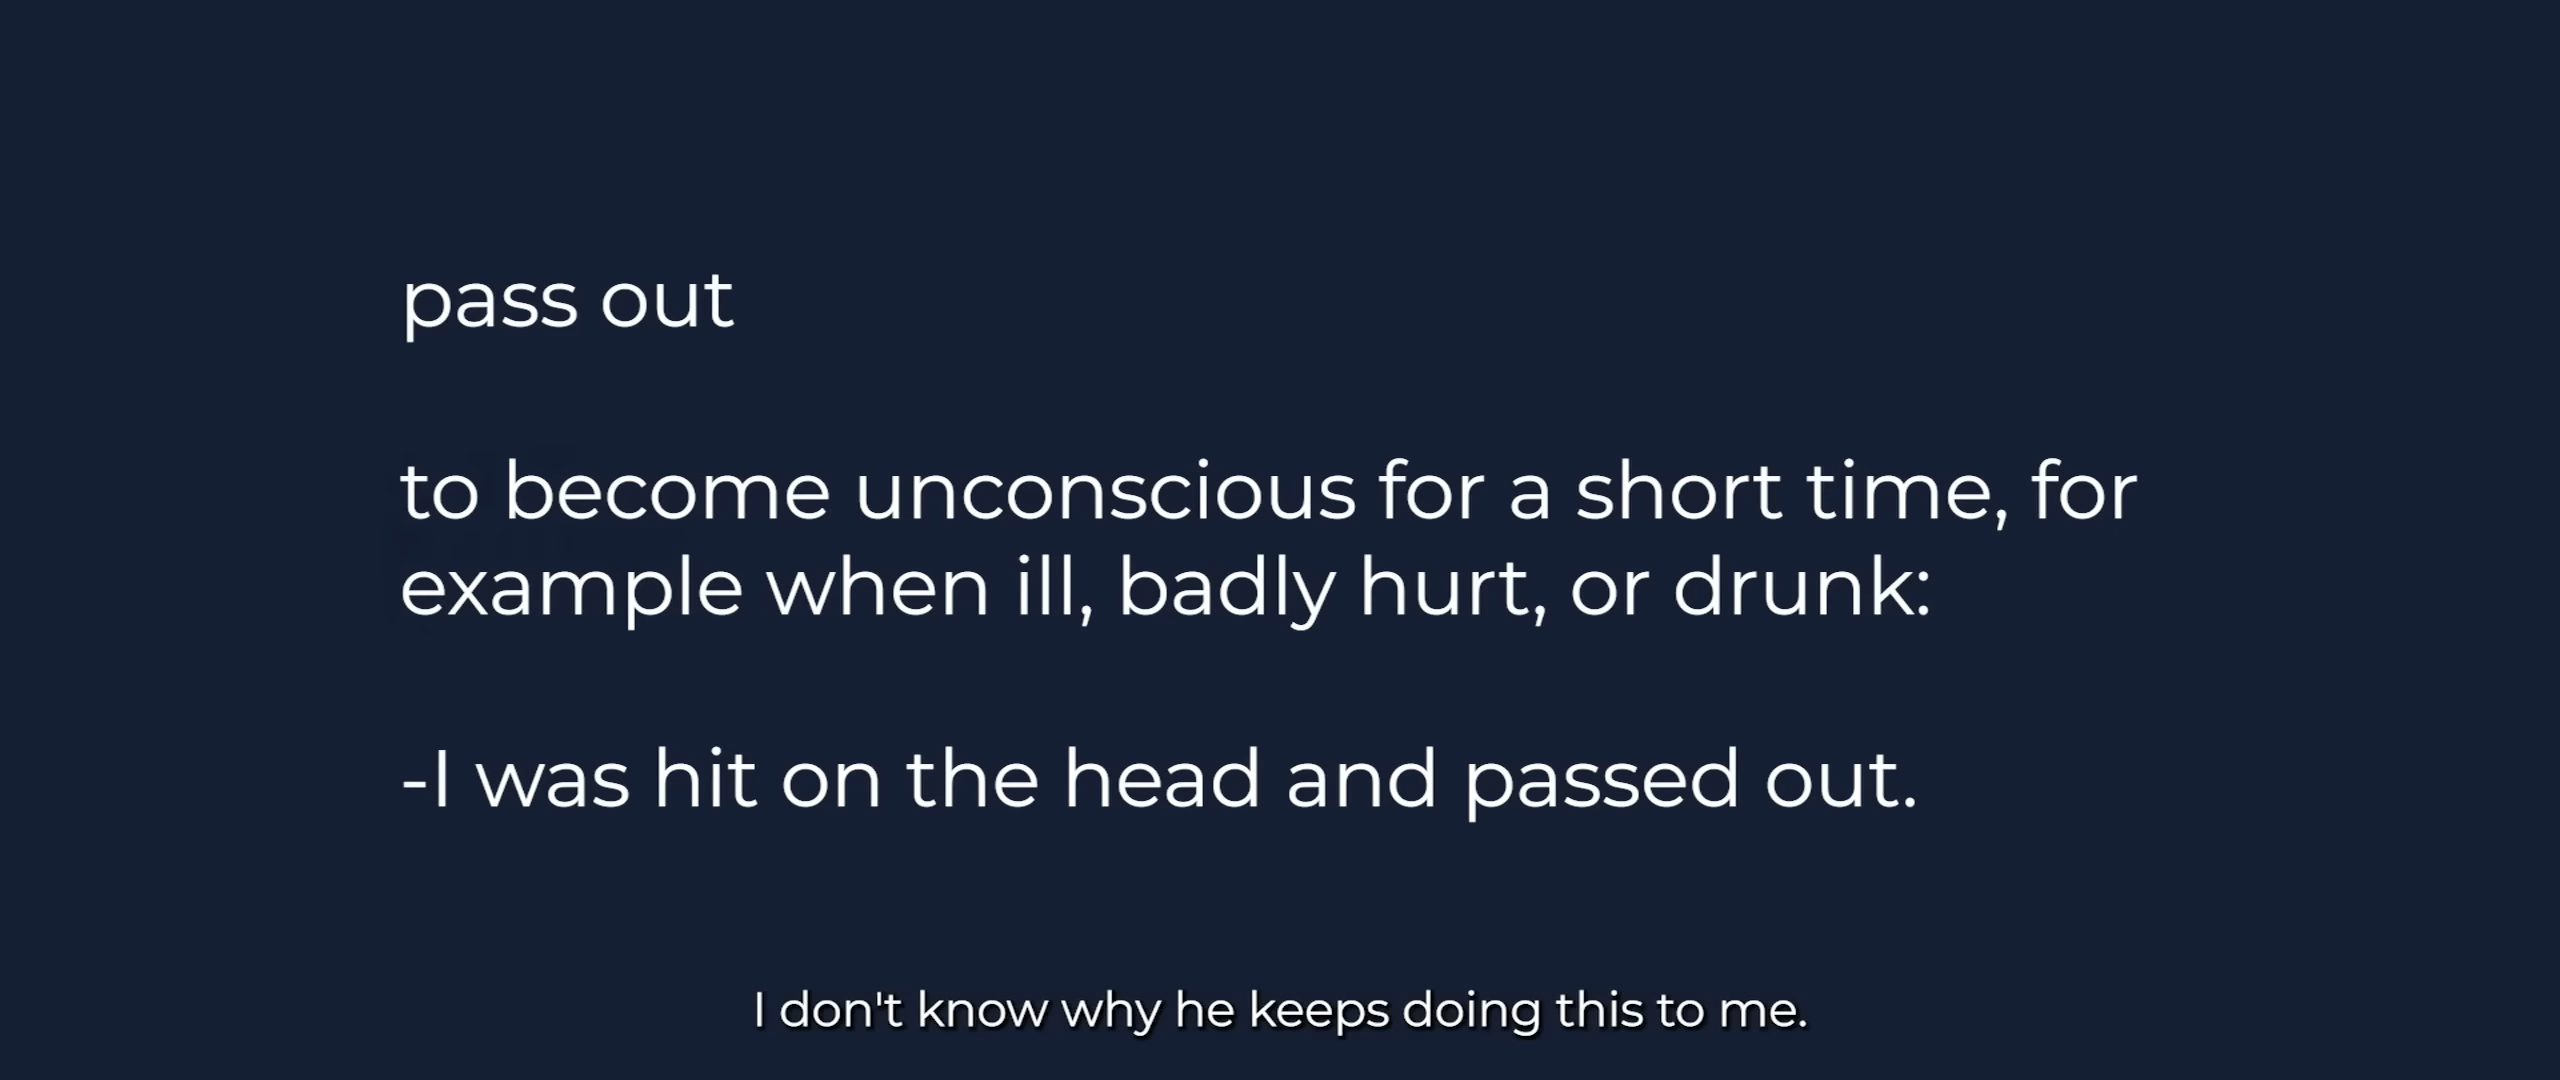 pass out
to become unconscious for a short time, for
example when ill, badly hurt, or drunk:
-I was hit on the head and passed out.
I don't know why he keeps doing this to me.